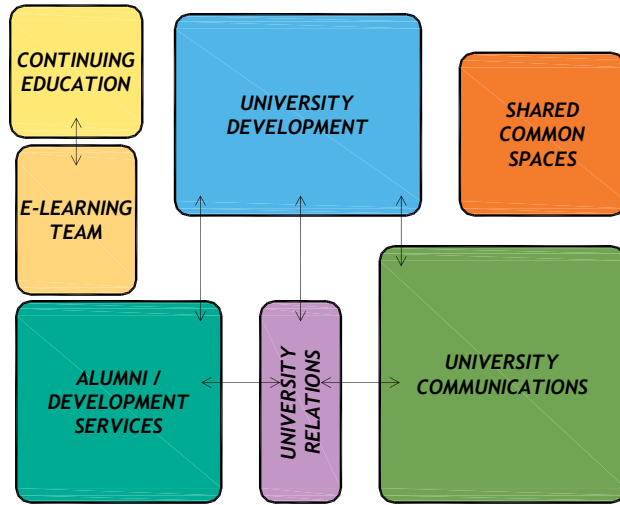 CONTINUING
EDUCATION
UNIVERSITY
DEVELOPMENT
SHARED
COMMON
SPACES
E-LEARNING
TEAM
ALUMNI /
DEVELOPMENT
SERVICES
UNIVERSITY
RELATIONS
UNIVERSITY
COMMUNICATIONS